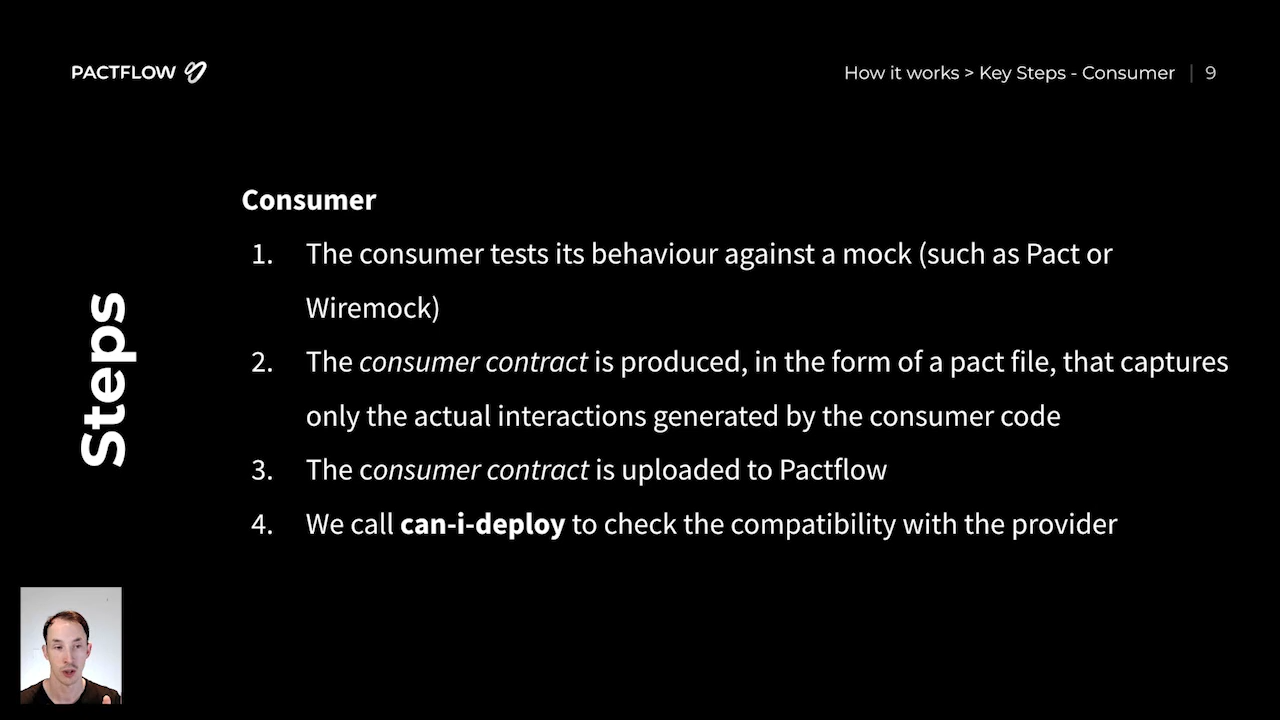 PACTFLOW
How it works > Key Steps - Consumer | 9
Steps
Consumer
1. The consumer tests its behaviour against a mock (such as Pact or
Wiremock)
2. The consumer contract is produced, in the form of a pact file, that captures
only the actual interactions generated by the consumer code
3. The consumer contract is uploaded to Pactflow
4. We call can-i-deploy to check the compatibility with the provider